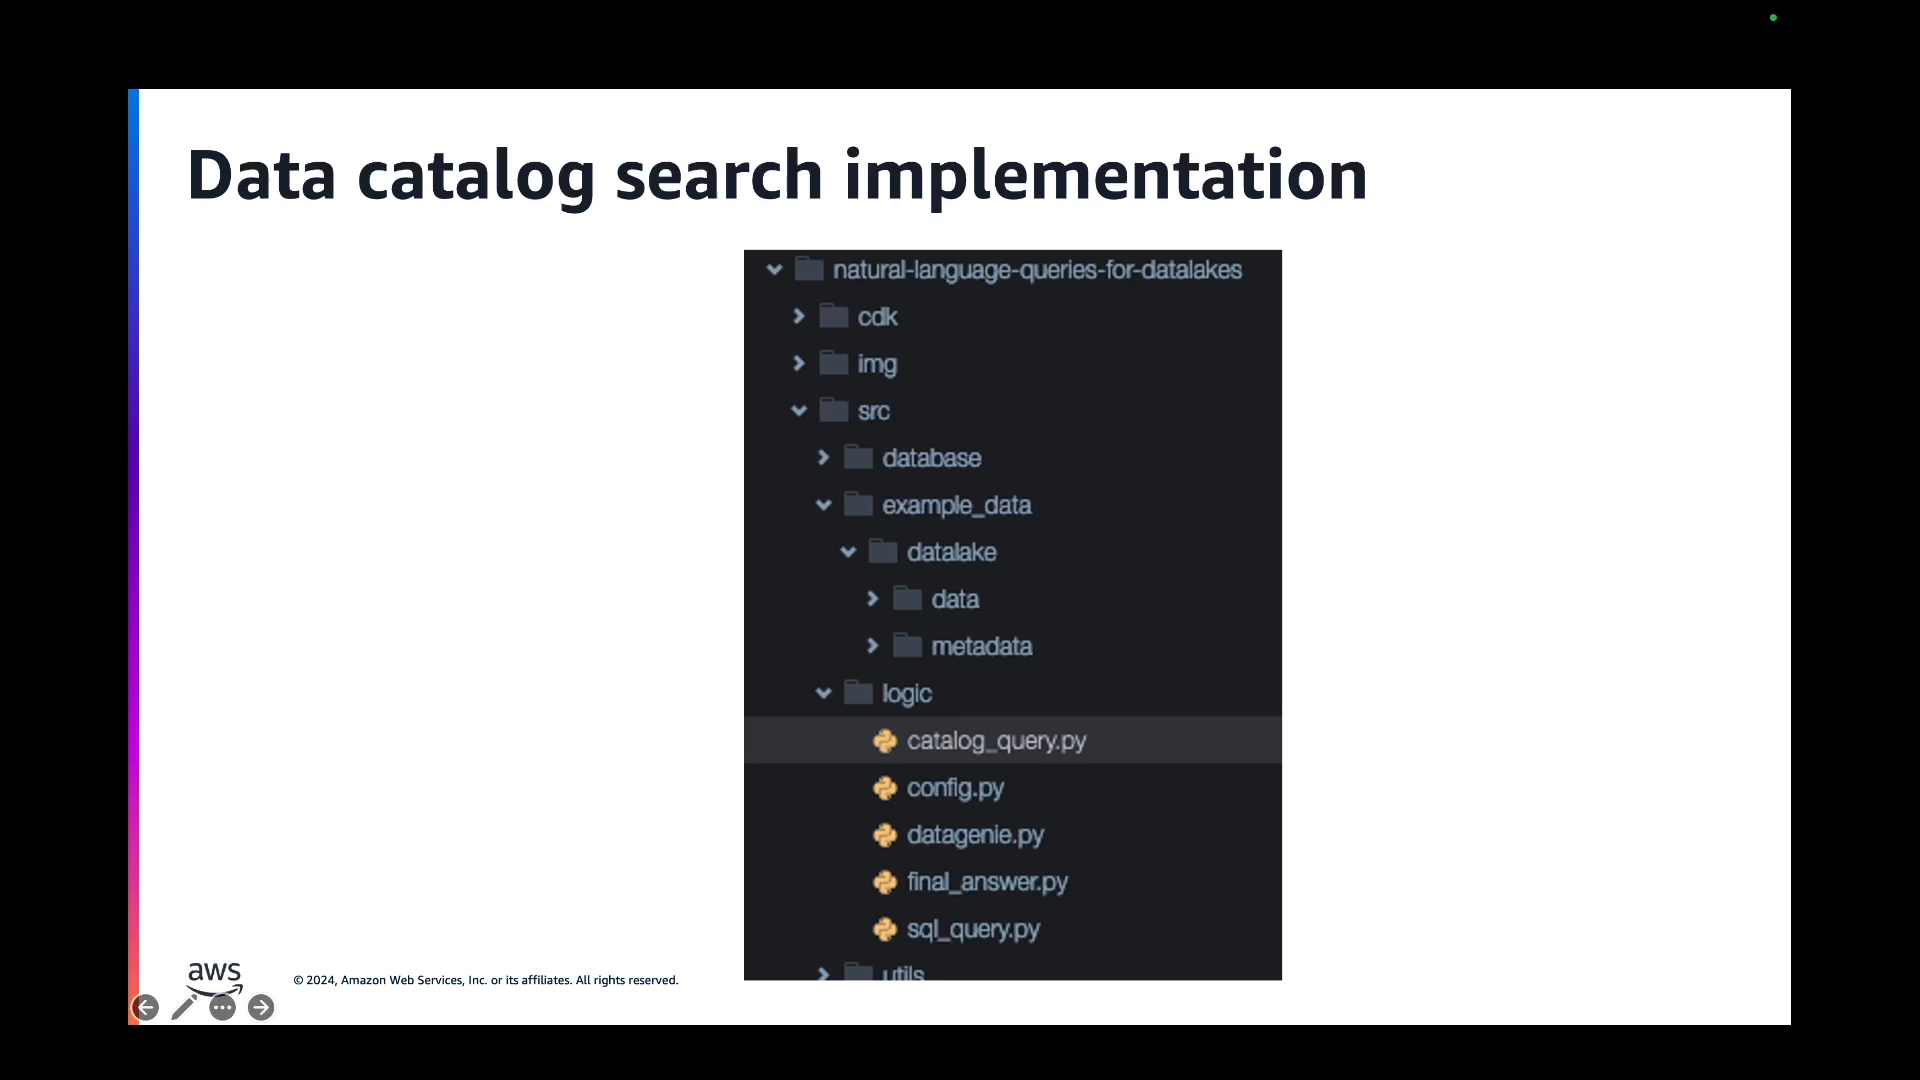 Data catalog search implementation
natural-language-queries-for-datalakes
cdk
img
src
database
example_data
datalake
data
metadata
logic
catalog_query.py
config.py
datagenie.py
final_answer.py
sql_query.py
utils
aws
© 2024, Amazon Web Services, Inc. or its affiliates. All rights reserved.